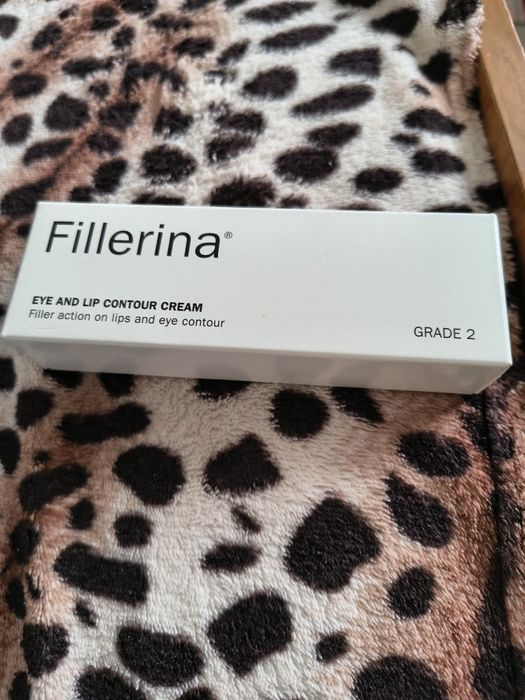 Fillerina®
EYE AND LIP CONTOUR CREAM
Filler action on lips and eye contour
GRADE 2